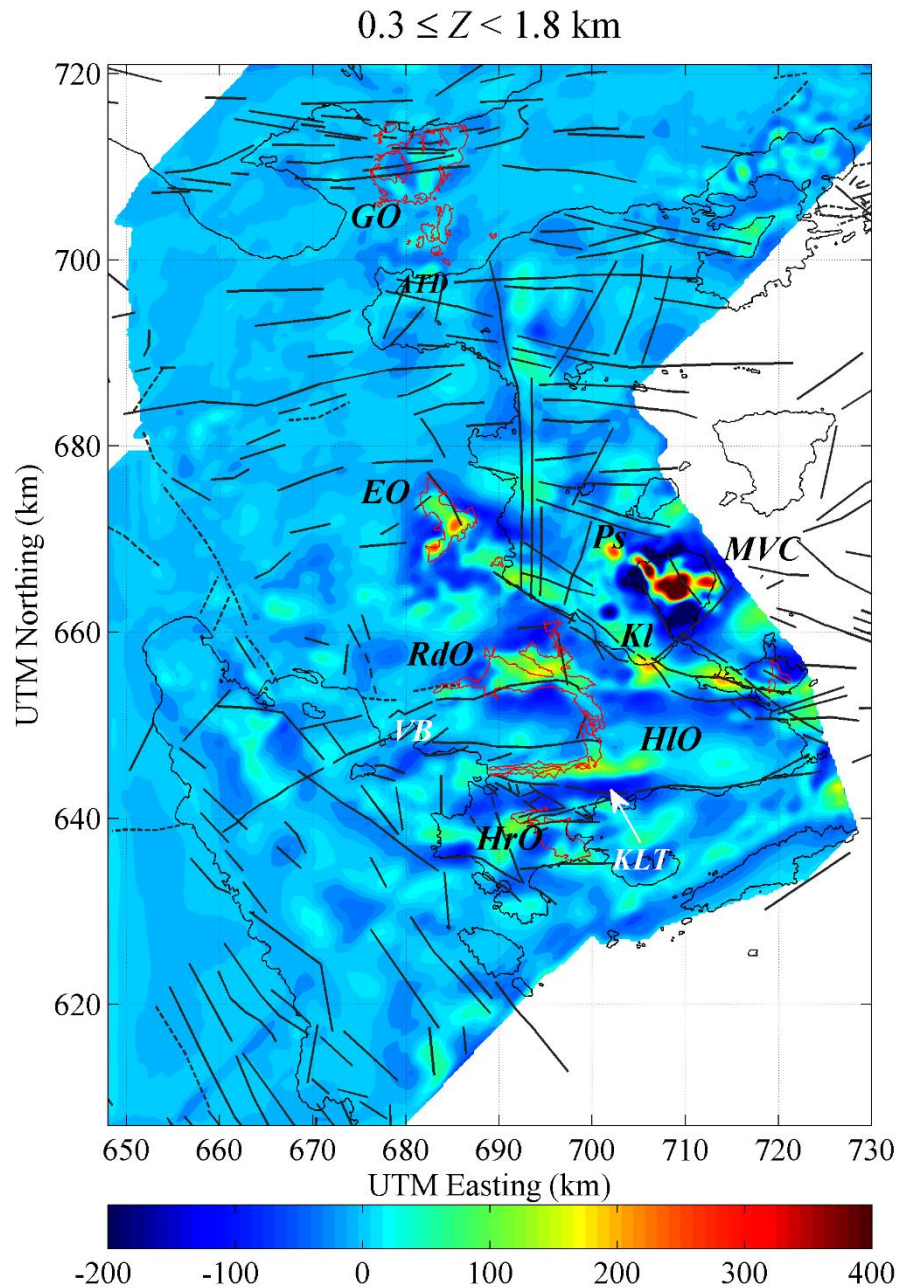 0.3 ≤ Z < 1.8 km
720
GO
700
ATD
680
EO
Ps
MVC
660
Kl
RdO
VB
HlO
640
HrO
KLT
620
UTM Northing (km)
650 660 670 680 690 700 710 720 730
UTM Easting (km)
-200 -100 0 100 200 300 400